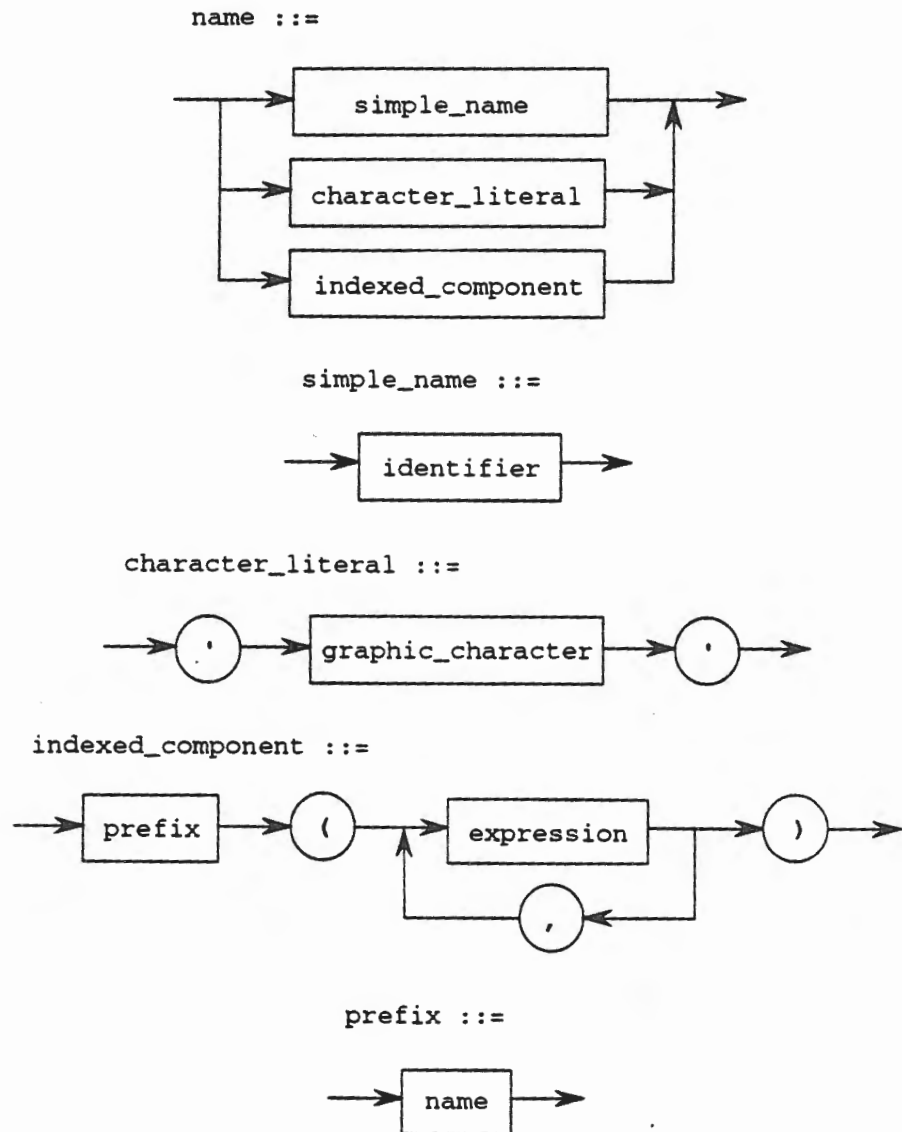 name ::=
simple_name
character_literal
indexed_component
simple_name ::=
identifier
character_literal ::=
' graphic_character '
indexed_component ::=
prefix ( expression )
,
prefix ::=
name